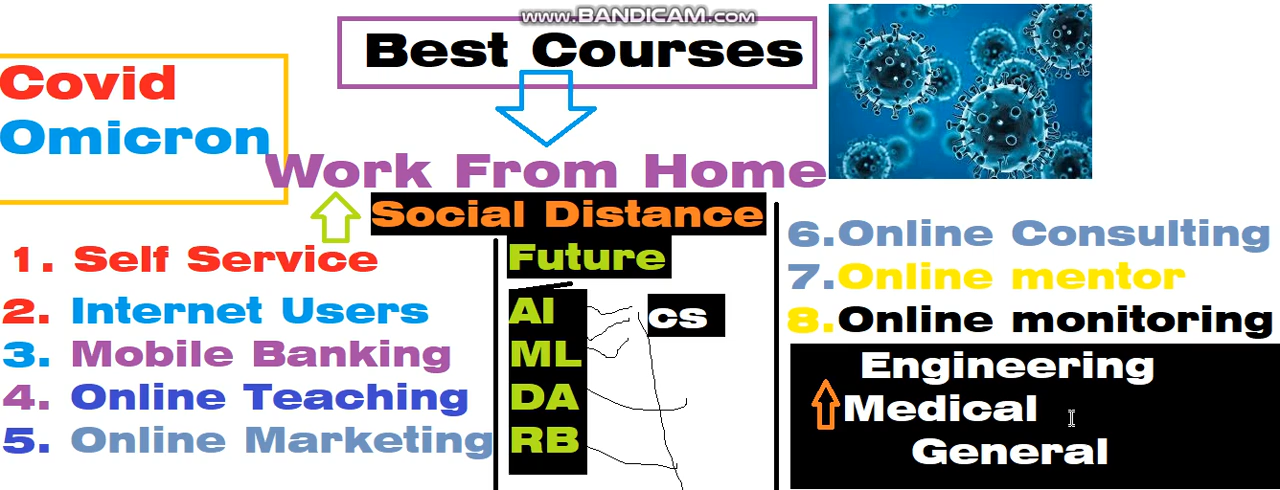 www.BANDICAM.com
Best Courses
Covid
Omicron
Work From Home
Social Distance
1. Self Service
2. Internet Users
3. Mobile Banking
4. Online Teaching
5. Online Marketing
Future
AI
ML
DA
RB
cs
6.Online Consulting
7.Online mentor
8.Online monitoring
Engineering
Medical
General